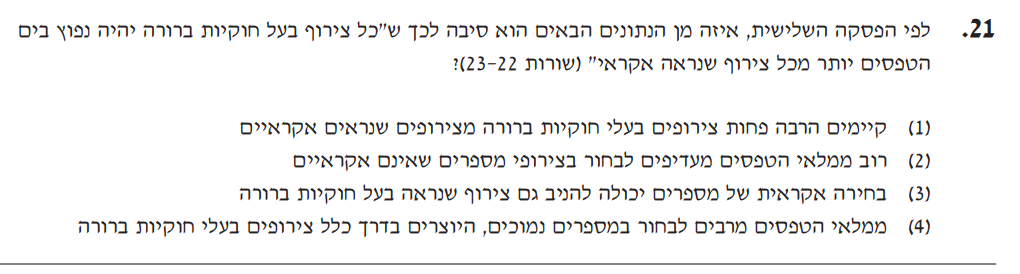 21. לפי הפסקה השלישית, איזה מן הנתונים הבאים הוא סיבה לכך ש"כל צירוף בעל חוקיות ברורה יהיה נפוץ בים
הטפסים יותר מכל צירוף שנראה אקראי" (שורות 22-23)?
(1) קיימים הרבה פחות צירופים בעלי חוקיות ברורה מצירופים שנראים אקראיים
(2) רוב ממלאי הטפסים מעדיפים לבחור בצירופי מספרים שאינם אקראיים
(3) בחירה אקראית של מספרים יכולה להניב גם צירוף שנראה בעל חוקיות ברורה
(4) ממלאי הטפסים מרבים לבחור במספרים נמוכים, היוצרים בדרך כלל צירופים בעלי חוקיות ברורה